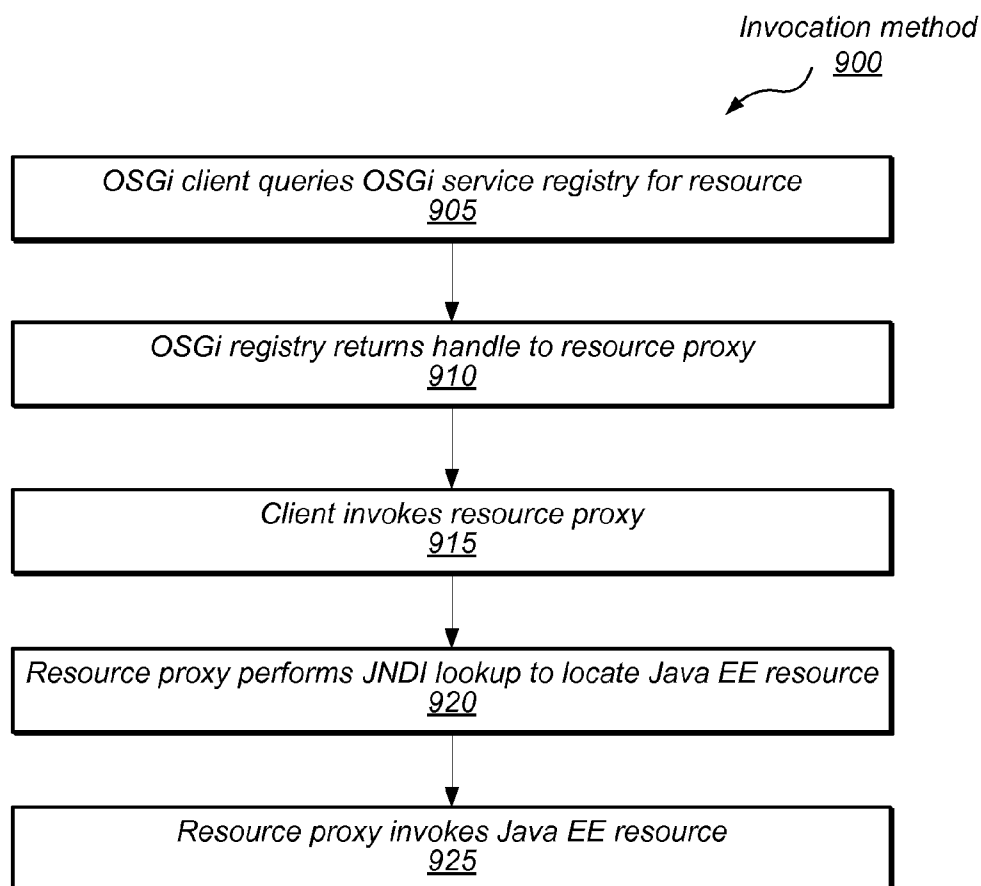 Invocation method
900
OSGi client queries OSGi service registry for resource
905
OSGi registry returns handle to resource proxy
910
Client invokes resource proxy
915
Resource proxy performs JNDI lookup to locate Java EE resource
920
Resource proxy invokes Java EE resource
925